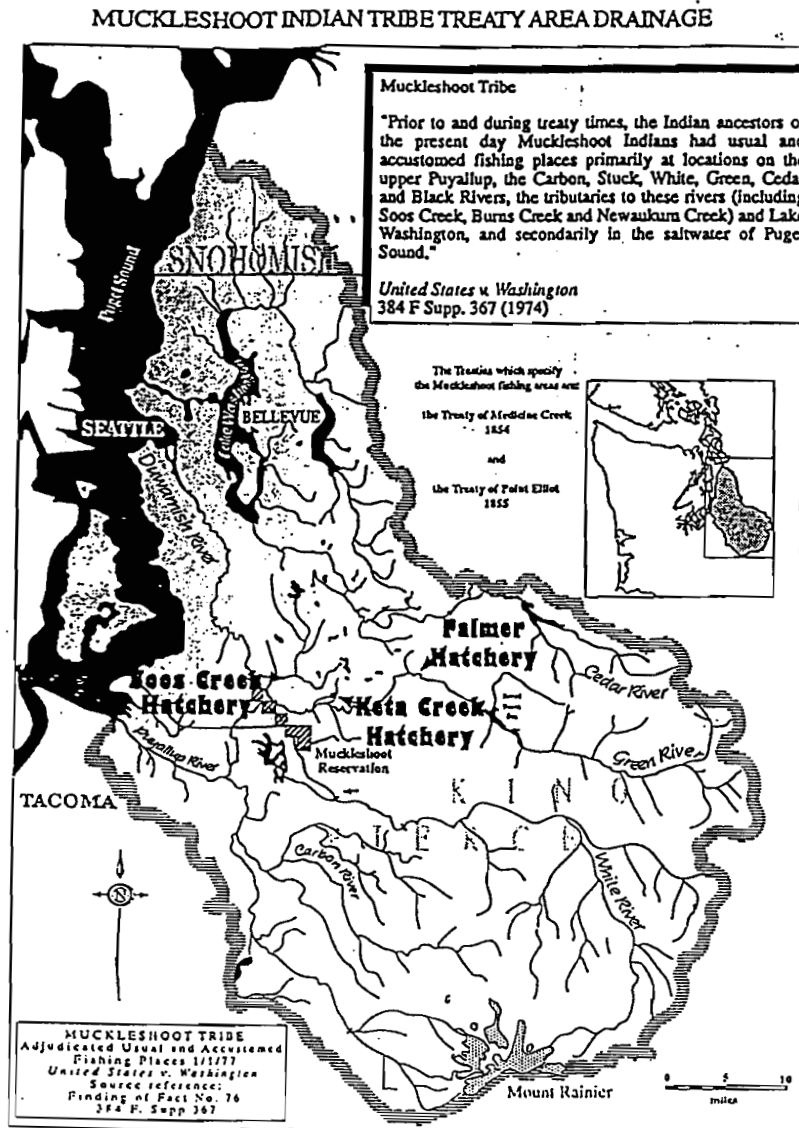 MUCKLESHOOT INDIAN TRIBE TREATY AREA DRAINAGE
Muckleshoot Tribe
"Prior to and during treaty times, the Indian ancestors o
the present day Muckleshoot Indians had usual and
accustomed fishing places primarily at locations on the
upper Puyallup, the Carbon, Stuck, White, Green, Ceda
and Black Rivers, the tributaries to these rivers (including
Soos Creek, Burns Creek and Newaukum Creek) and Lake
Washington, and secondarily in the saltwater of Puge
Sound."
United States v. Washington
384 F Supp. 367 (1974)
SNOHOMISH
Puget Sound
The Treaties which specify
the Muckleshoot fishing areas are:
the Treaty of Medicine Creek
1854
and
the Treaty of Point Elliot
1855
SEATTLE
Lake Washington
BELLEVUE
Duwamish River
Palmer
Hatchery
Cedar River
Soos Creek
Hatchery
Keta Creek
Hatchery
Green River
Puyallup River
Muckleshoot
Reservation
TACOMA
K I N G
Carbon River
White River
N
Mount Rainier
0 5 10
miles
MUCKLESHOOT TRIBE
Adjudicated Usual and Accustomed
Fishing Places 1/5/77
United States v. Washington
Source reference:
Finding of Fact No. 76
384 F. Supp 367